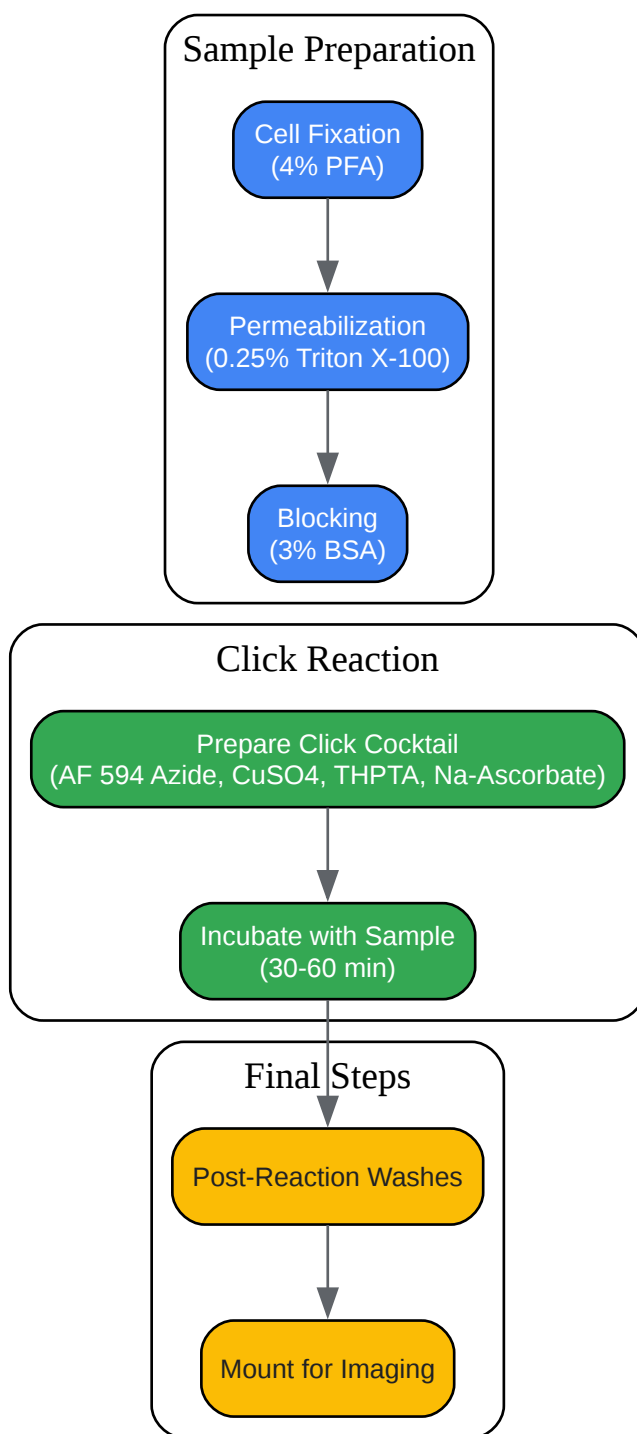 Sample Preparation
Cell Fixation
(4% PFA)
Permeabilization
(0.25% Triton X-100)
Blocking
(3% BSA)
Click Reaction
Prepare Click Cocktail
(AF 594 Azide, CuSO4, THPTA, Na-Ascorbate)
Incubate with Sample
(30-60 min)
Final Steps
Post-Reaction Washes
Mount for Imaging